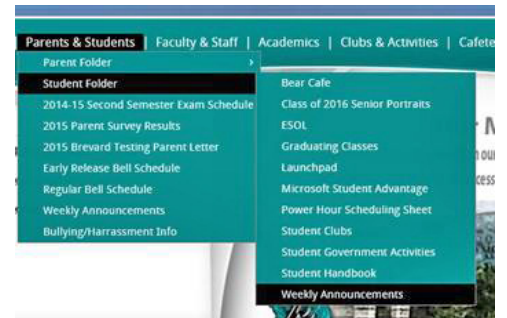 Parents & Students | Faculty & Staff | Academics | Clubs & Activities |
Parent Folder ›
Student Folder
2014-15 Second Semester Exam Schedule
2015 Parent Survey Results
2015 Brevard Testing Parent Letter
Early Release Bell Schedule
Regular Bell Schedule
Weekly Announcements
Bullying/Harrassment Info
Bear Cafe
Class of 2016 Senior Portraits
ESOL
Graduating Classes
Launchpad
Microsoft Student Advantage
Power Hour Scheduling Sheet
Student Clubs
Student Government Activities
Student Handbook
Weekly Announcements